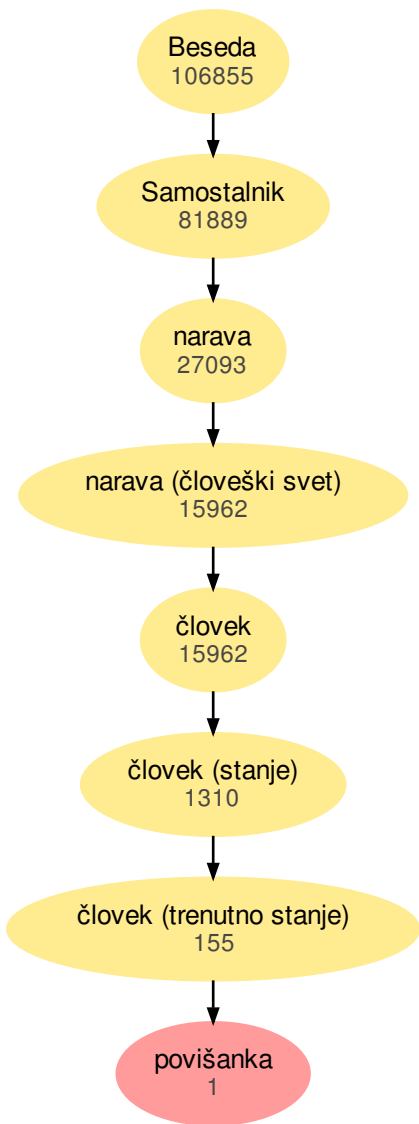 Beseda
106855
Samostalnik
81889
narava
27093
narava (človeški svet)
15962
človek
15962
človek (stanje)
1310
človek (trenutno stanje)
155
povišanka
1